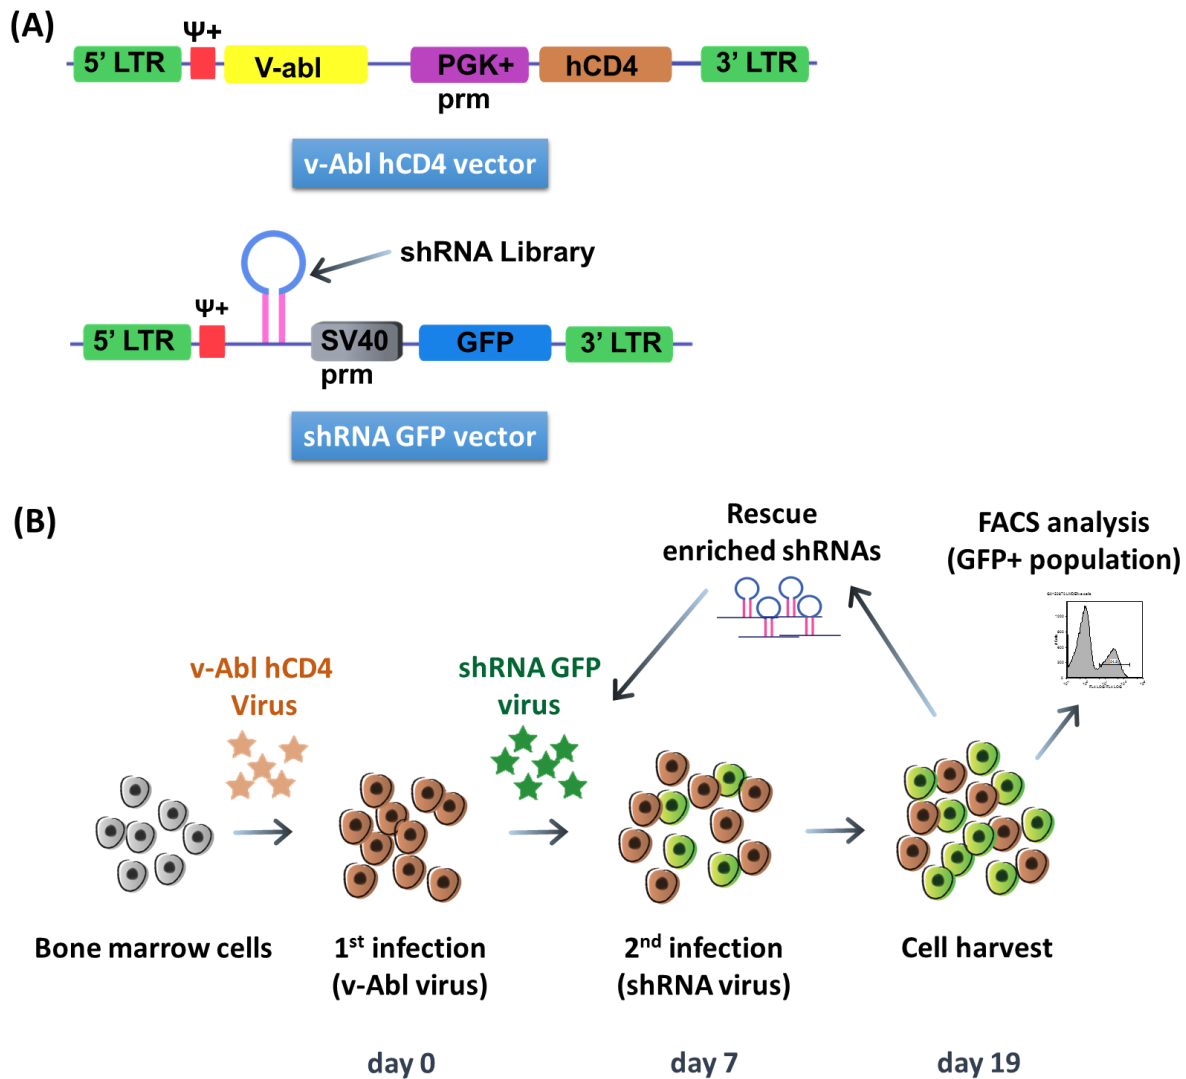 (A)
Ψ+
5’ LTR
V-abl
PGK+
prm
hCD4
3’ LTR
v-Abl hCD4 vector
shRNA Library
Ψ+
5’ LTR
SV40
prm
GFP
3’ LTR
shRNA GFP vector
(B)
Rescue
enriched shRNAs
FACS analysis
(GFP+ population)
v-Abl hCD4
Virus
shRNA GFP
virus
Bone marrow cells
1st infection
(v-Abl virus)
2nd infection
(shRNA virus)
Cell harvest
day 0
day 7
day 19